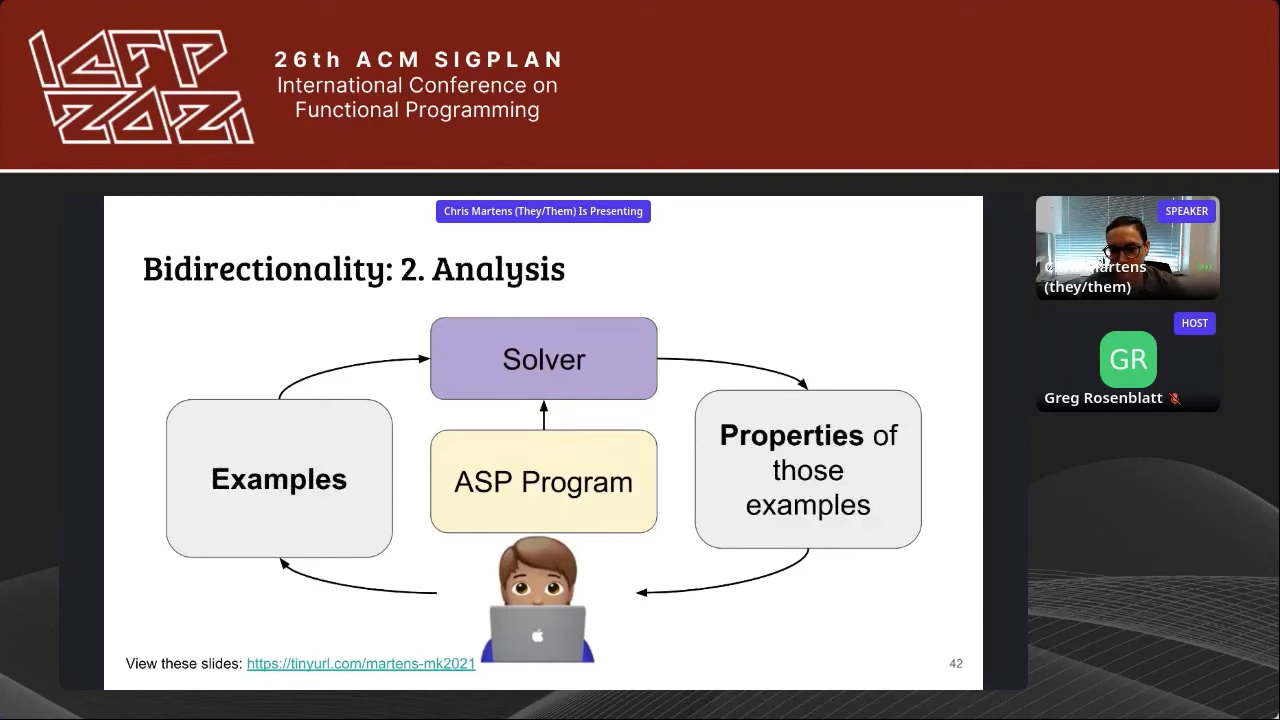 ICFP
2021
26th ACM SIGPLAN
International Conference on
Functional Programming
Chris Martens (They/Them) Is Presenting
Bidirectionality: 2. Analysis
Solver
Examples
ASP Program
Properties of
those
examples
View these slides: https://tinyurl.com/martens-mk2021
42
SPEAKER
Chris Martens
(they/them)
HOST
GR
Greg Rosenblatt